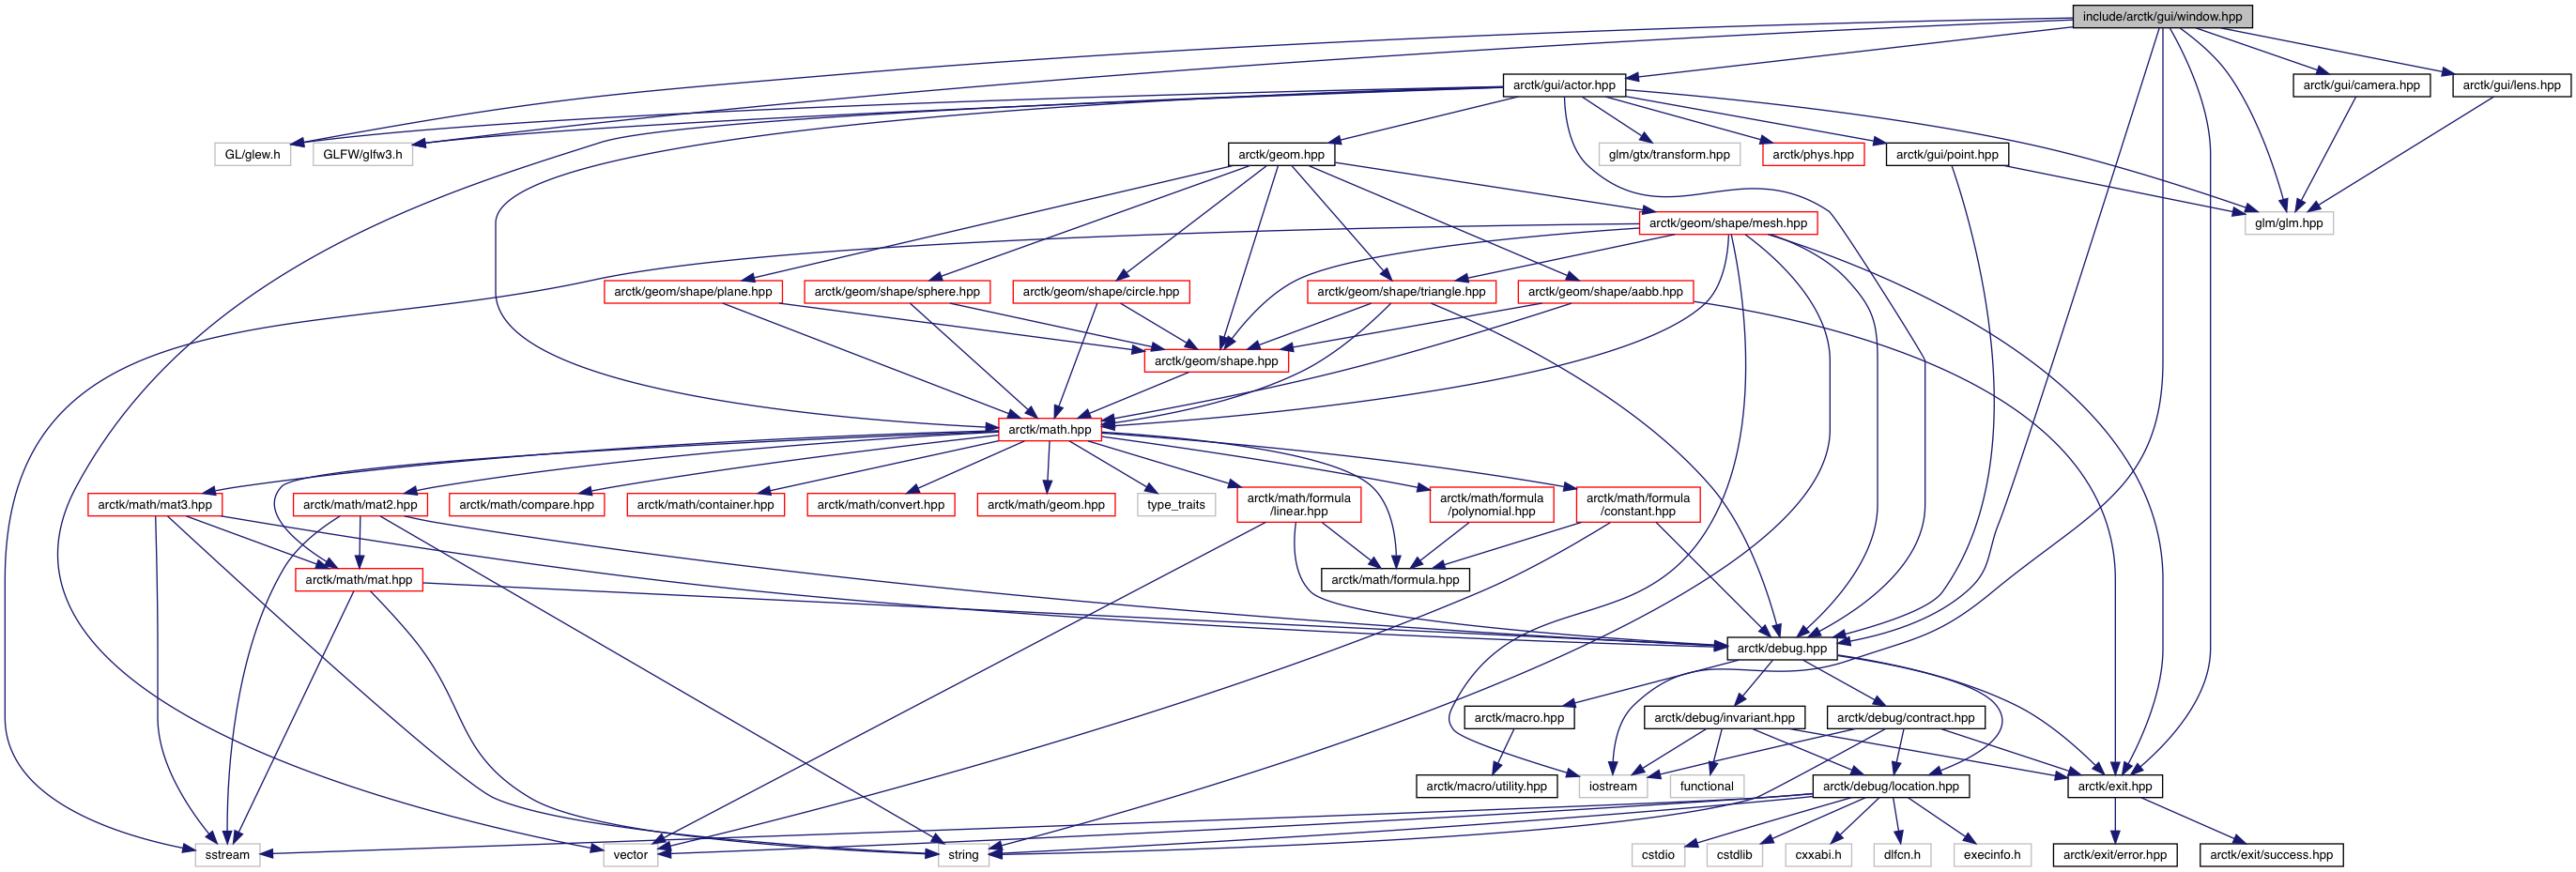 include/arctk/gui/window.hpp
arctk/gui/actor.hpp
arctk/gui/camera.hpp
arctk/gui/lens.hpp
GL/glew.h
GLFW/glfw3.h
arctk/geom.hpp
glm/gtx/transform.hpp
arctk/phys.hpp
arctk/gui/point.hpp
arctk/geom/shape/mesh.hpp
glm/glm.hpp
arctk/geom/shape/plane.hpp
arctk/geom/shape/sphere.hpp
arctk/geom/shape/circle.hpp
arctk/geom/shape/triangle.hpp
arctk/geom/shape/aabb.hpp
arctk/geom/shape.hpp
arctk/math.hpp
arctk/math/mat3.hpp
arctk/math/mat2.hpp
arctk/math/compare.hpp
arctk/math/container.hpp
arctk/math/convert.hpp
arctk/math/geom.hpp
type_traits
arctk/math/formula
/linear.hpp
arctk/math/formula
/polynomial.hpp
arctk/math/formula
/constant.hpp
arctk/math/mat.hpp
arctk/math/formula.hpp
arctk/debug.hpp
arctk/macro.hpp
arctk/debug/invariant.hpp
arctk/debug/contract.hpp
arctk/macro/utility.hpp
iostream
functional
arctk/debug/location.hpp
arctk/exit.hpp
sstream
vector
string
cstdio
cstdlib
cxxabi.h
dlfcn.h
execinfo.h
arctk/exit/error.hpp
arctk/exit/success.hpp